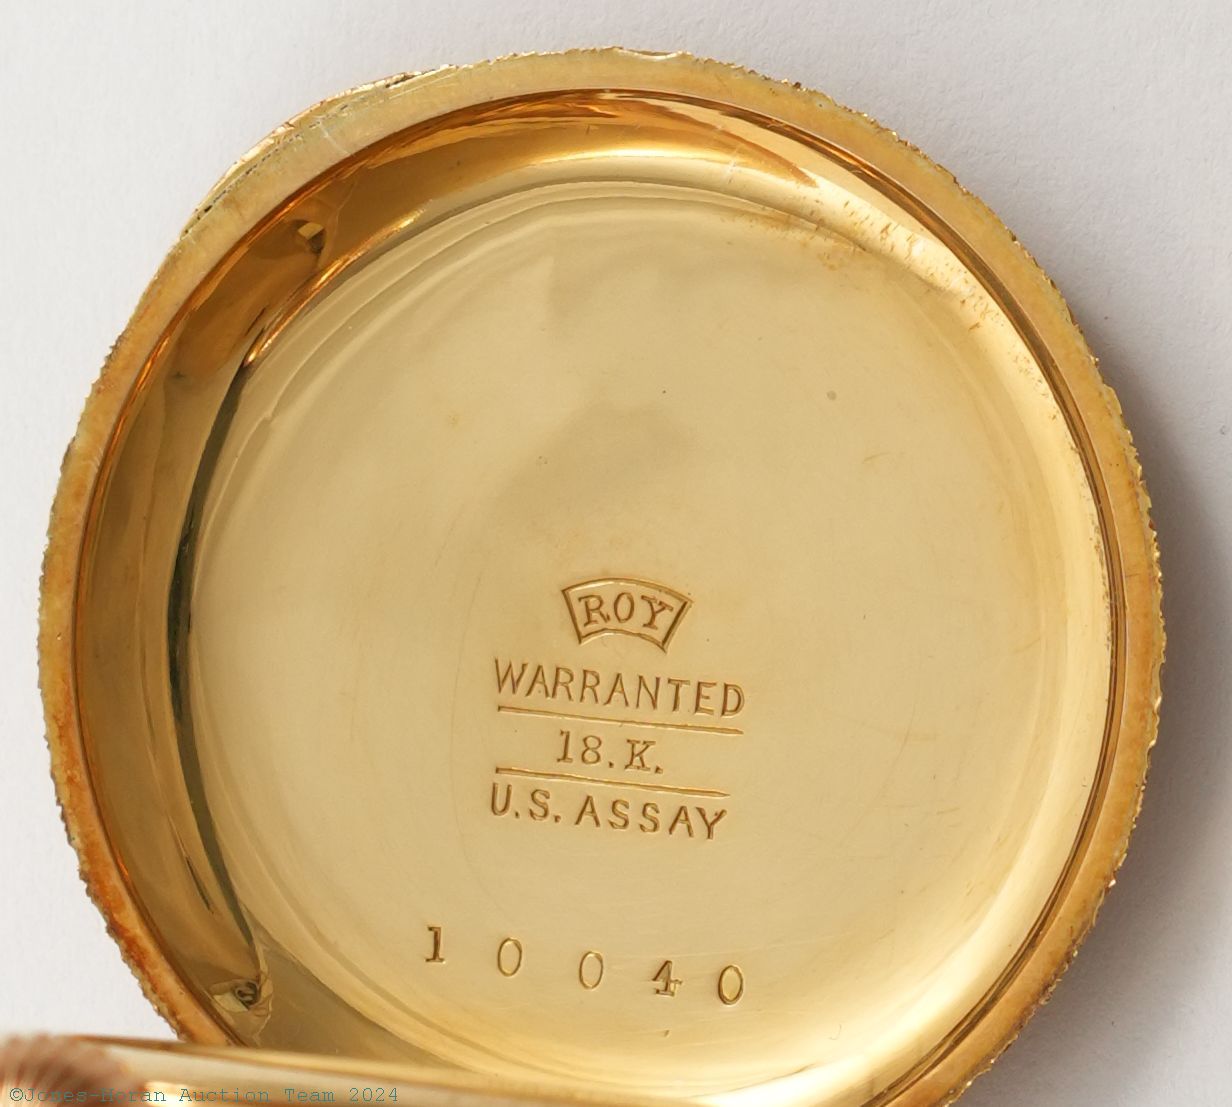 ROY
WARRANTED
18.K.
U.S. ASSAY
10040
©Jones-Horan Auction Team 2024